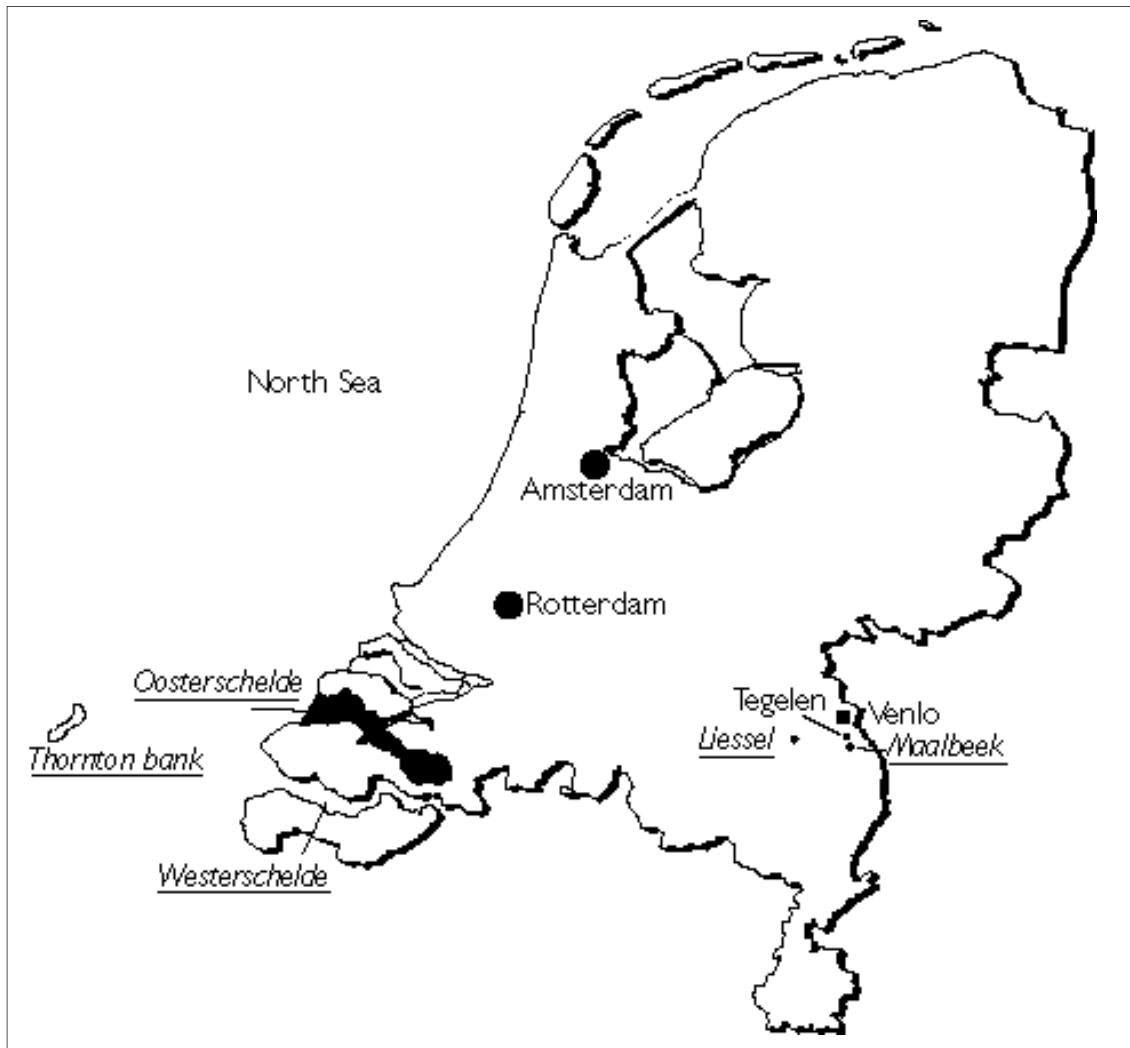 North Sea
Amsterdam
Rotterdam
Oosterschelde
Tegelen
Venlo
Liessel
Maalbeek
Thornton bank
Westerschelde